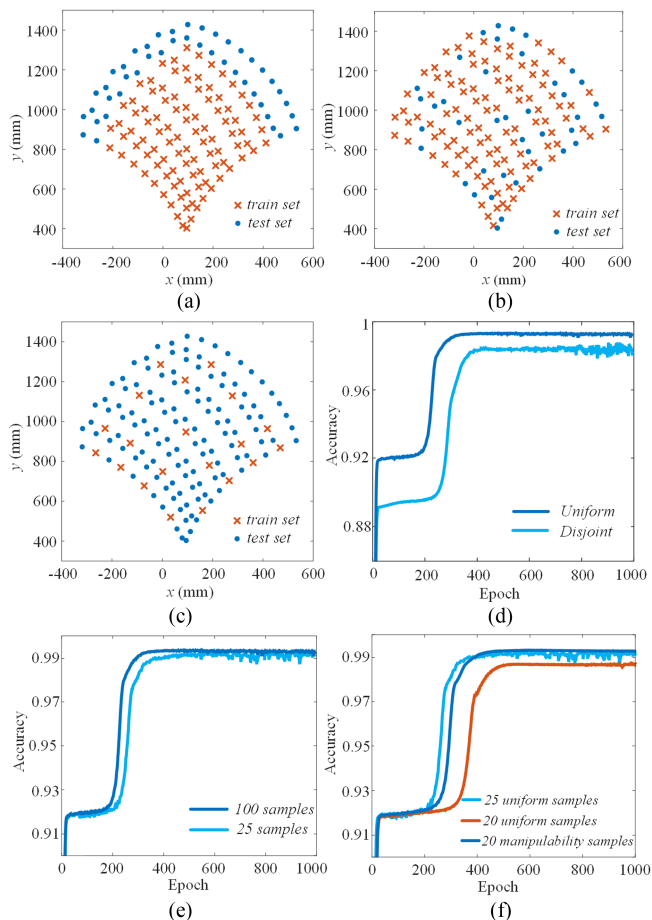 1400
1200
1000
800
600
400
y (mm)
-400 -200 0 200 400 600
x (mm)
train set
test set
(a)
1400
1200
1000
800
600
400
y (mm)
-400 -200 0 200 400 600
x (mm)
train set
test set
(b)
1400
1200
1000
800
600
400
y (mm)
-400 -200 0 200 400 600
x (mm)
train set
test set
(c)
1
0.96
0.92
0.88
Accuracy
0 200 400 600 800 1000
Epoch
Uniform
Disjoint
(d)
0.99
0.97
0.95
0.93
0.91
Accuracy
0 200 400 600 800 1000
Epoch
100 samples
25 samples
(e)
0.99
0.97
0.95
0.93
0.91
Accuracy
0 200 400 600 800 1000
Epoch
25 uniform samples
20 uniform samples
20 manipulability samples
(f)